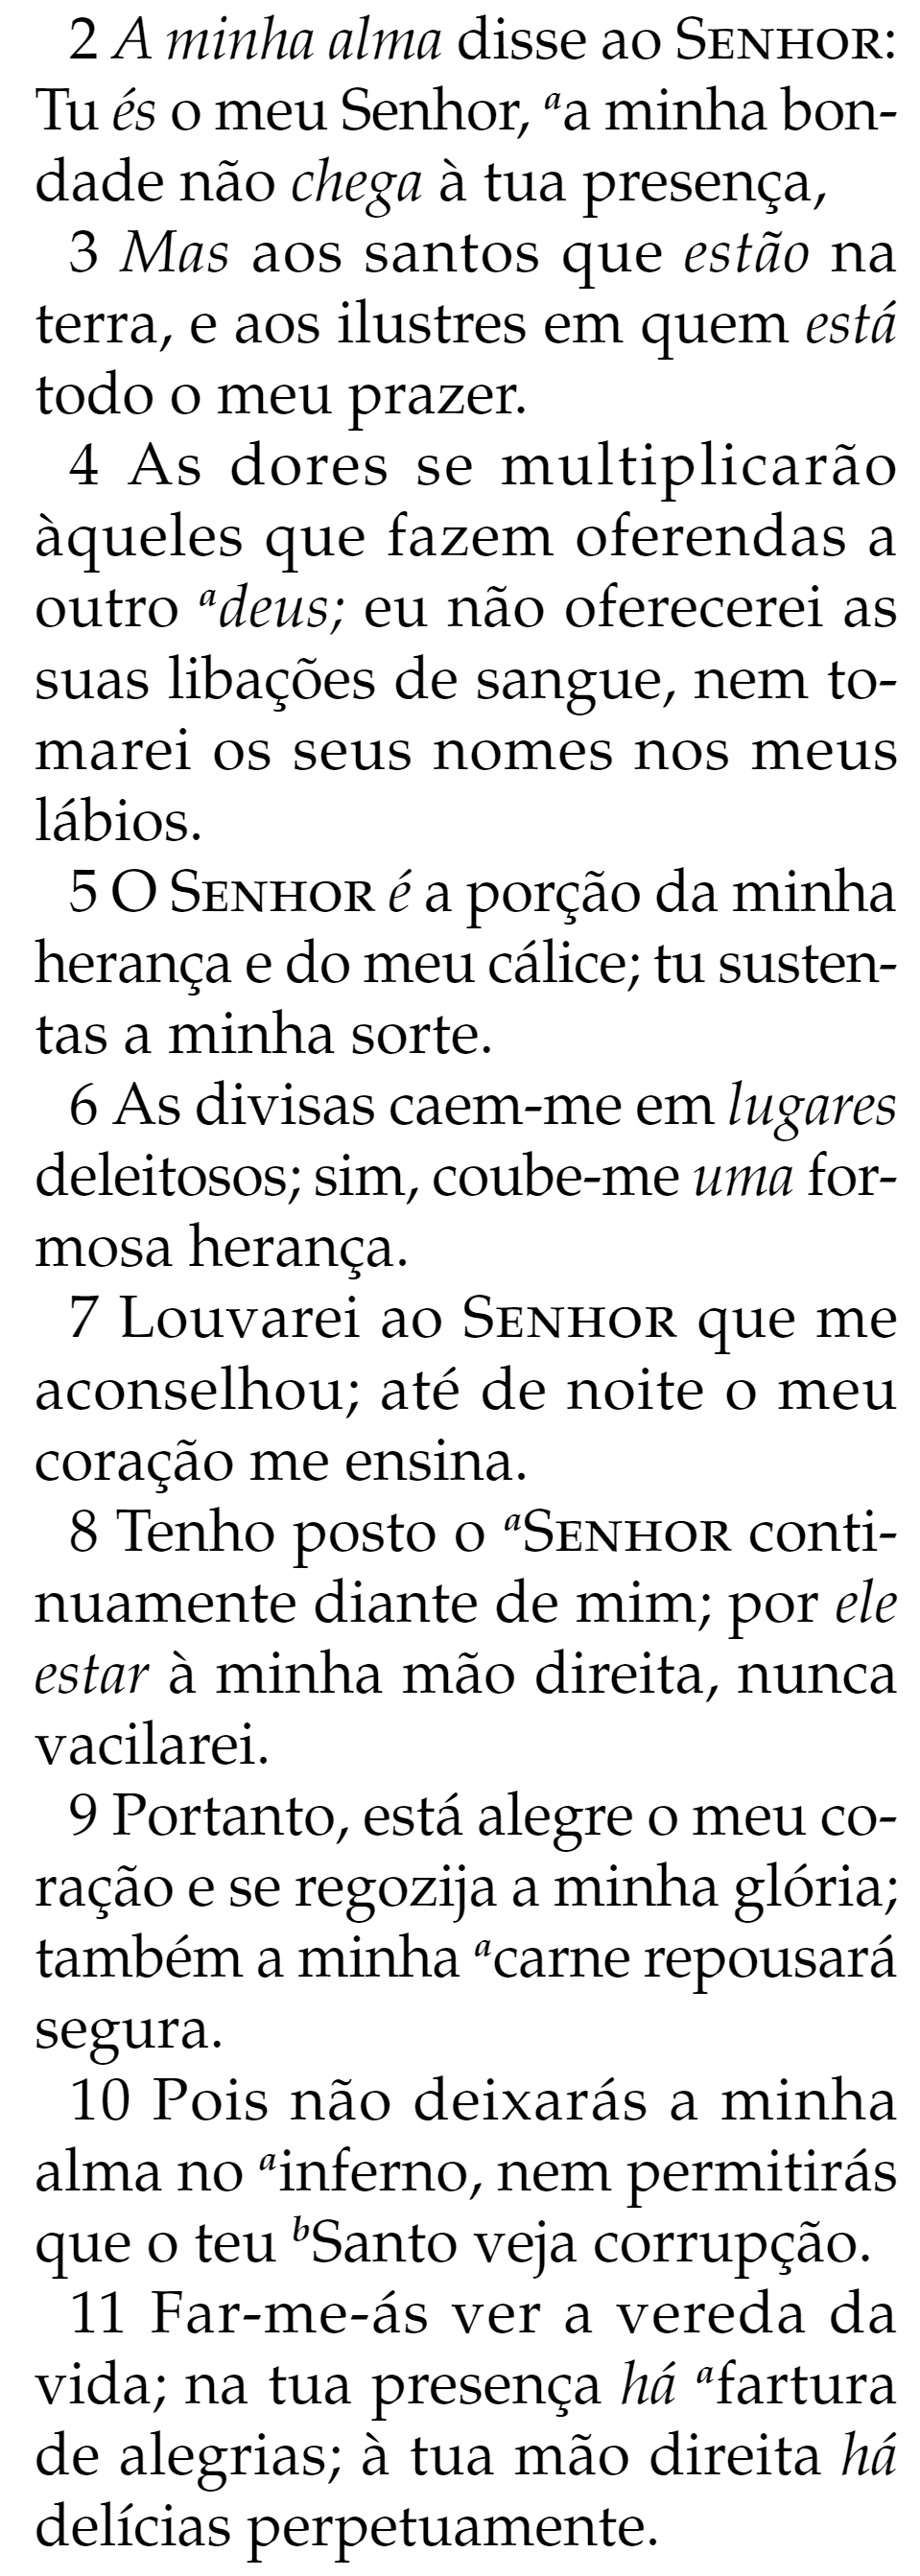 2 A minha alma disse ao SENHOR:
Tu és o meu Senhor, ªa minha bon-
dade não chega à tua presença,
3 Mas aos santos que estão na
terra, e aos ilustres em quem está
todo o meu prazer.
4 As dores se multiplicarão
àqueles que fazem oferendas a
outro ªdeus; eu não oferecerei as
suas libações de sangue, nem to-
marei os seus nomes nos meus
lábios.
5 O SENHOR é a porção da minha
herança e do meu cálice; tu susten-
tas a minha sorte.
6 As divisas caem-me em lugares
deleitosos; sim, coube-me uma for-
mosa herança.
7 Louvarei ao SENHOR que me
aconselhou; até de noite o meu
coração me ensina.
8 Tenho posto o ªSENHOR conti-
nuamente diante de mim; por ele
estar à minha mão direita, nunca
vacilarei.
9 Portanto, está alegre o meu co-
ração e se regozija a minha glória;
também a minha ªcarne repousará
segura.
10 Pois não deixarás a minha
alma no ªinferno, nem permitirás
que o teu ᵇSanto veja corrupção.
11 Far-me-ás ver a vereda da
vida; na tua presença há ªfartura
de alegrias; à tua mão direita há
delícias perpetuamente.